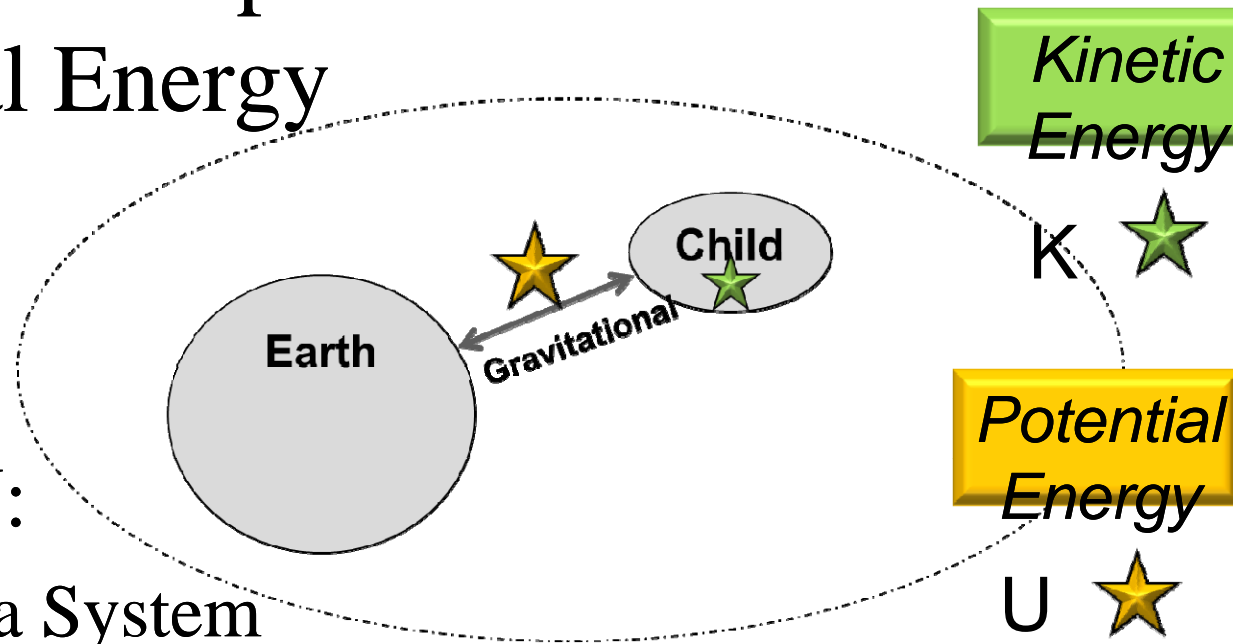 l Energy
Kinetic
Energy
K
Child
Gravitational
Earth
Potential
Energy
:
a System
U